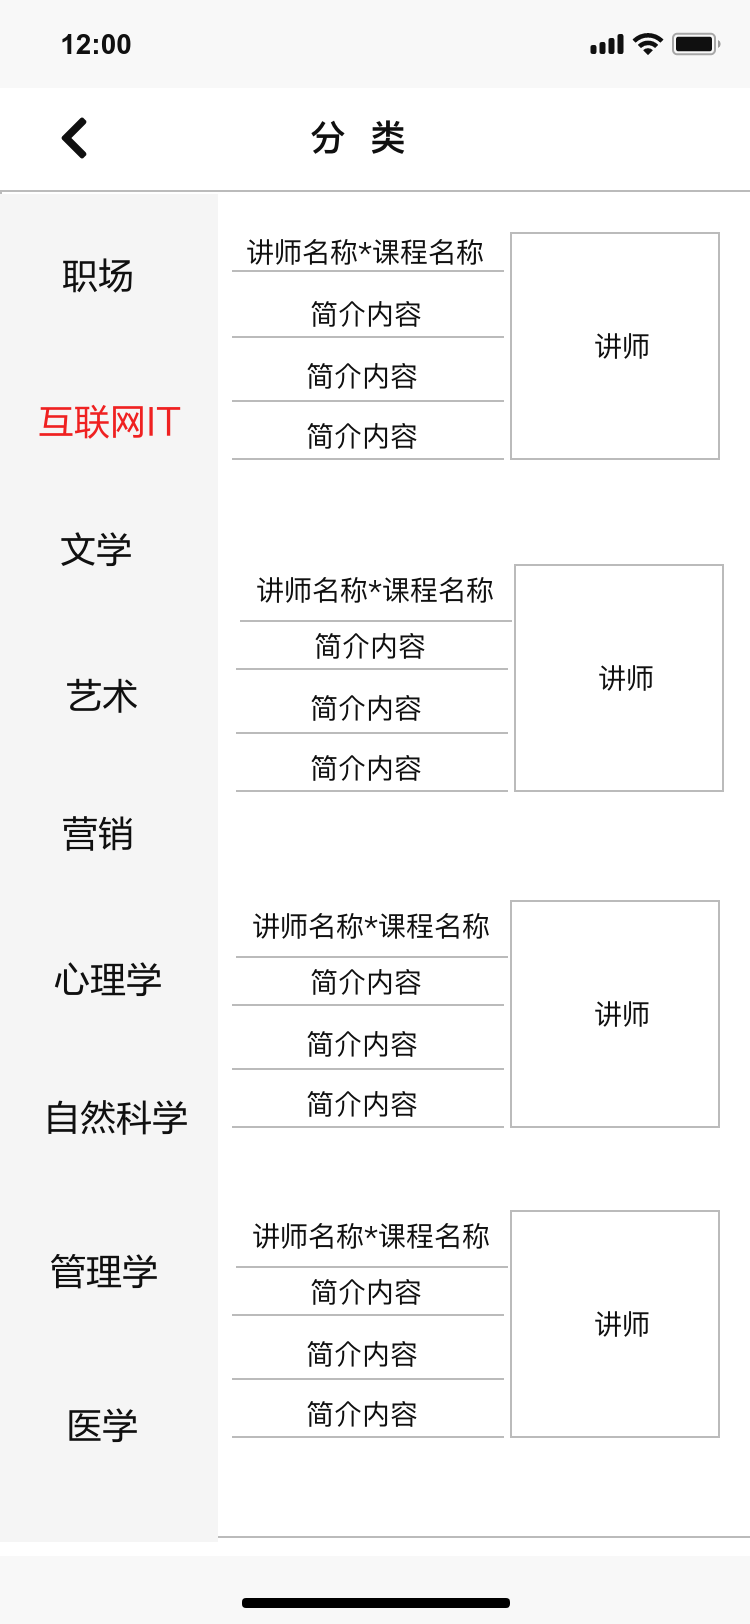 12:00
分 类
职场
互联网IT
文学
艺术
营销
心理学
自然科学
管理学
医学
讲师名称*课程名称
简介内容
简介内容
简介内容
讲师
讲师名称*课程名称
简介内容
简介内容
简介内容
讲师
讲师名称*课程名称
简介内容
简介内容
简介内容
讲师
讲师名称*课程名称
简介内容
简介内容
简介内容
讲师